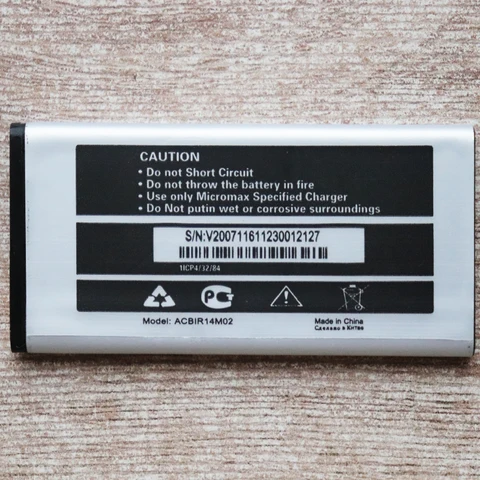 CAUTION
• Do not Short Circuit
• Do not throw the battery in fire
• Use only Micromax Specified Charger
• Do Not putin wet or corrosive surroundings
S/N:V200711611230012127
1ICP4/32/84
Model: ACBIR14M02
Made in China
Сделано в Китае